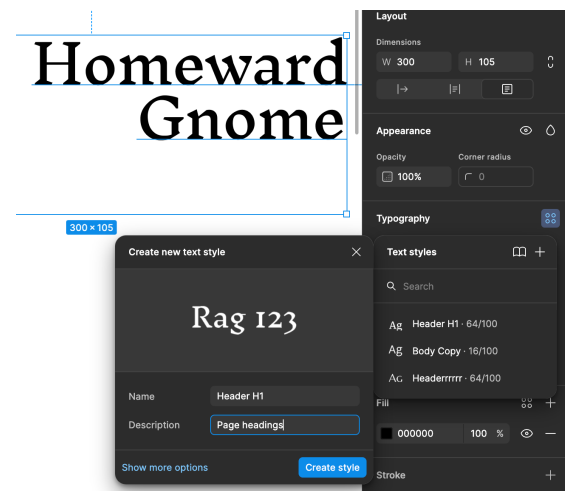 Homeward
Gnome
300 × 105
Layout
Dimensions
W 300
H 105
Appearance
Opacity
Corner radius
100%
0
Typography
Create new text style
Rag 123
Name
Header H1
Description
Page headings
Show more options
Create style
Text styles
Search
Ag Header H1 · 64/100
Ag Body Copy · 16/100
AG Headerrrrrr · 64/100
Fill
000000
100 %
Stroke